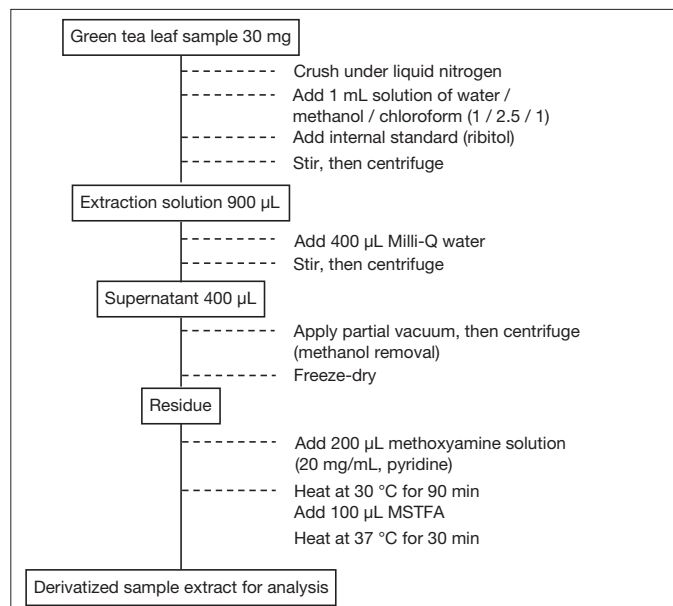 Green tea leaf sample 30 mg
Crush under liquid nitrogen
Add 1 mL solution of water /
methanol / chloroform (1 / 2.5 / 1)
Add internal standard (ribitol)
Stir, then centrifuge
Extraction solution 900 µL
Add 400 µL Milli-Q water
Stir, then centrifuge
Supernatant 400 µL
Apply partial vacuum, then centrifuge
(methanol removal)
Freeze-dry
Residue
Add 200 µL methoxyamine solution
(20 mg/mL, pyridine)
Heat at 30 °C for 90 min
Add 100 µL MSTFA
Heat at 37 °C for 30 min
Derivatized sample extract for analysis